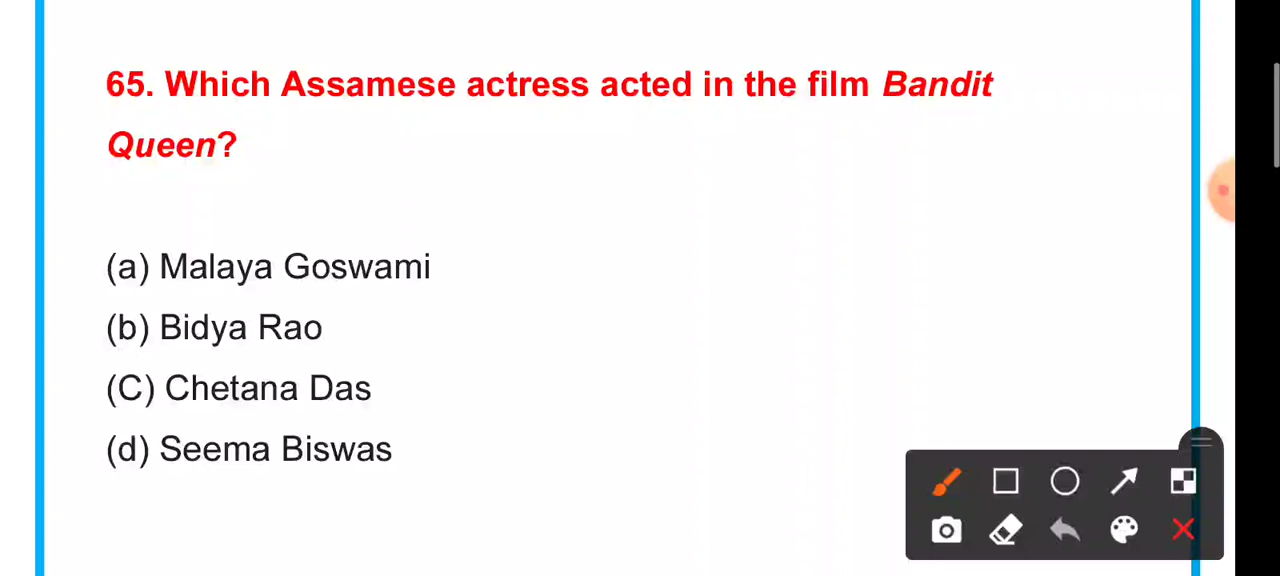 65. Which Assamese actress acted in the film Bandit
Queen?
(a) Malaya Goswami
(b) Bidya Rao
(C) Chetana Das
(d) Seema Biswas